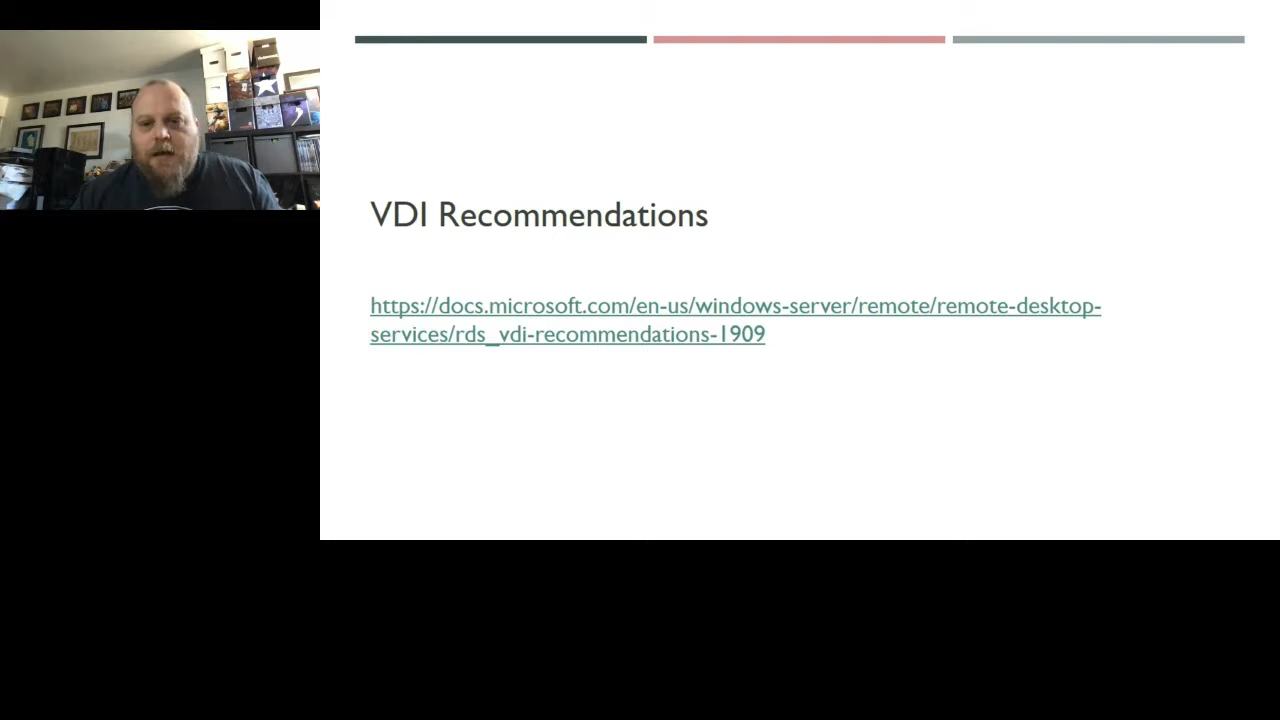 VDI Recommendations
https://docs.microsoft.com/en-us/windows-server/remote/remote-desktop-
services/rds_vdi-recommendations-1909